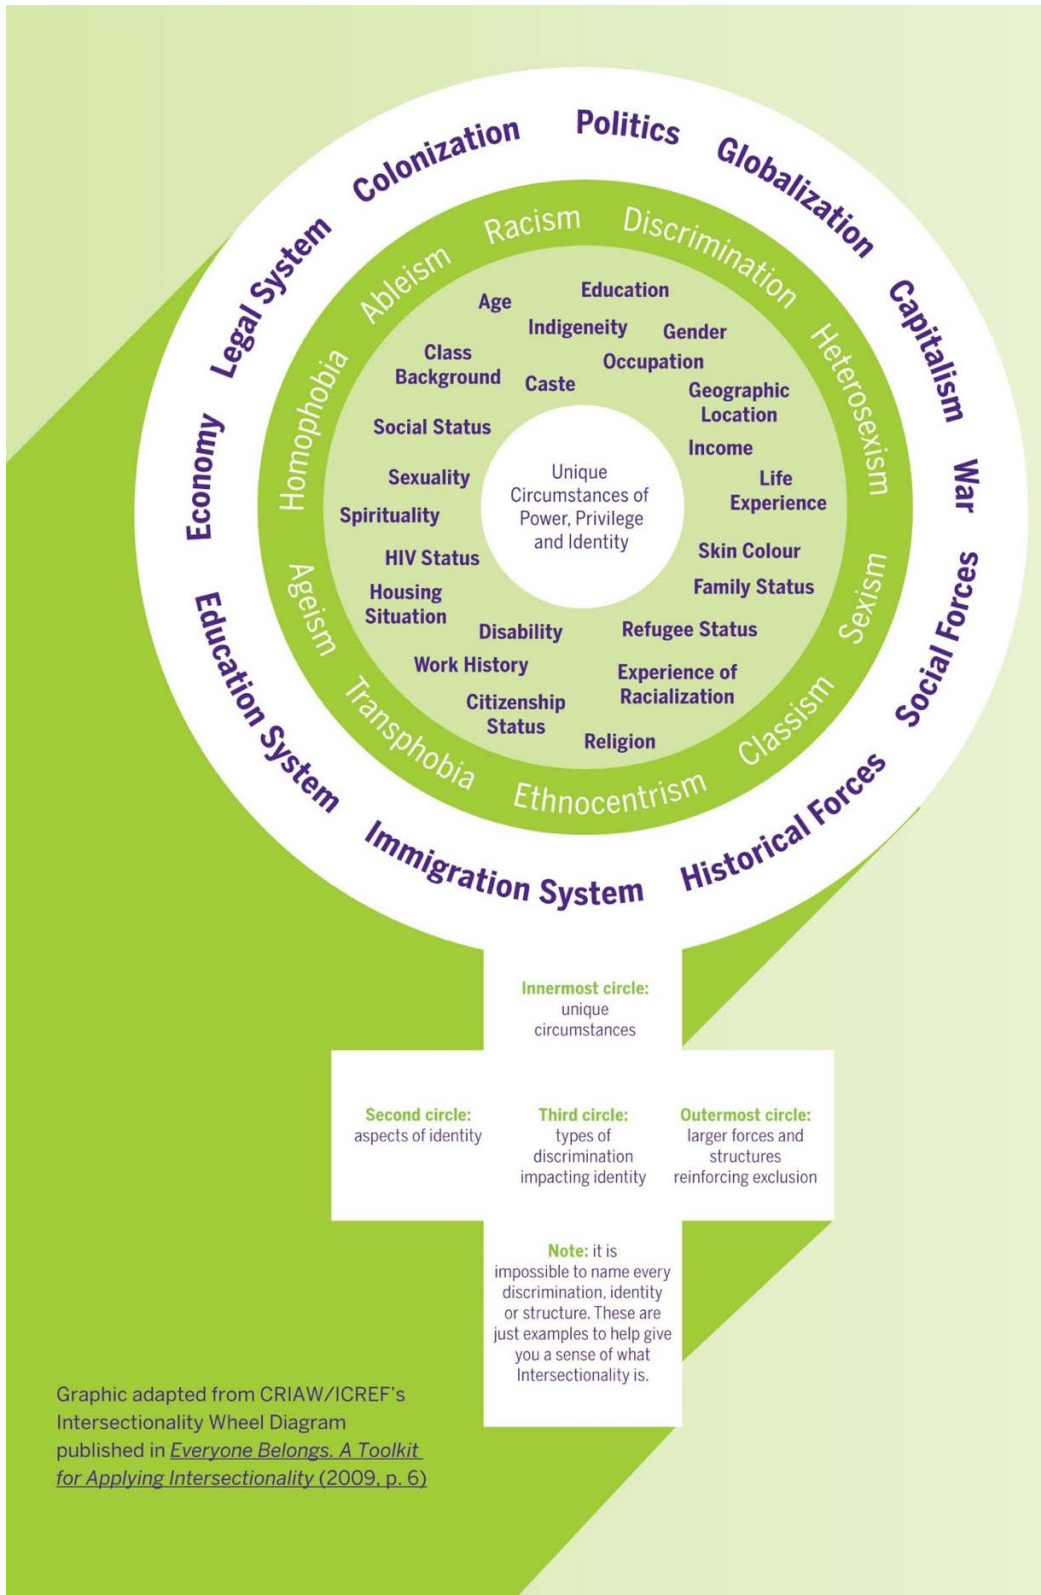 Politics
Globalization
Capitalism
War
Social Forces
Historical Forces
Immigration System
Education System
Economy
Legal System
Colonization
Racism
Discrimination
Heterosexism
Sexism
Classism
Ethnocentrism
Transphobia
Ageism
Homophobia
Ableism
Age
Education
Indigeneity
Gender
Class
Background
Occupation
Caste
Geographic
Location
Social Status
Income
Sexuality
Life
Experience
Spirituality
HIV Status
Skin Colour
Housing
Situation
Family Status
Disability
Refugee Status
Work History
Experience of
Racialization
Citizenship
Status
Religion
Unique
Circumstances of
Power, Privilege
and Identity
Innermost circle:
unique
circumstances
Second circle:
aspects of identity
Third circle:
types of
discrimination
impacting identity
Outermost circle:
larger forces and
structures
reinforcing exclusion
Note: it is
impossible to name every
discrimination, identity
or structure. These are
just examples to help give
you a sense of what
Intersectionality is.
Graphic adapted from CRIAW/ICREF's
Intersectionality Wheel Diagram
published in Everyone Belongs. A Toolkit
for Applying Intersectionality (2009, p. 6)